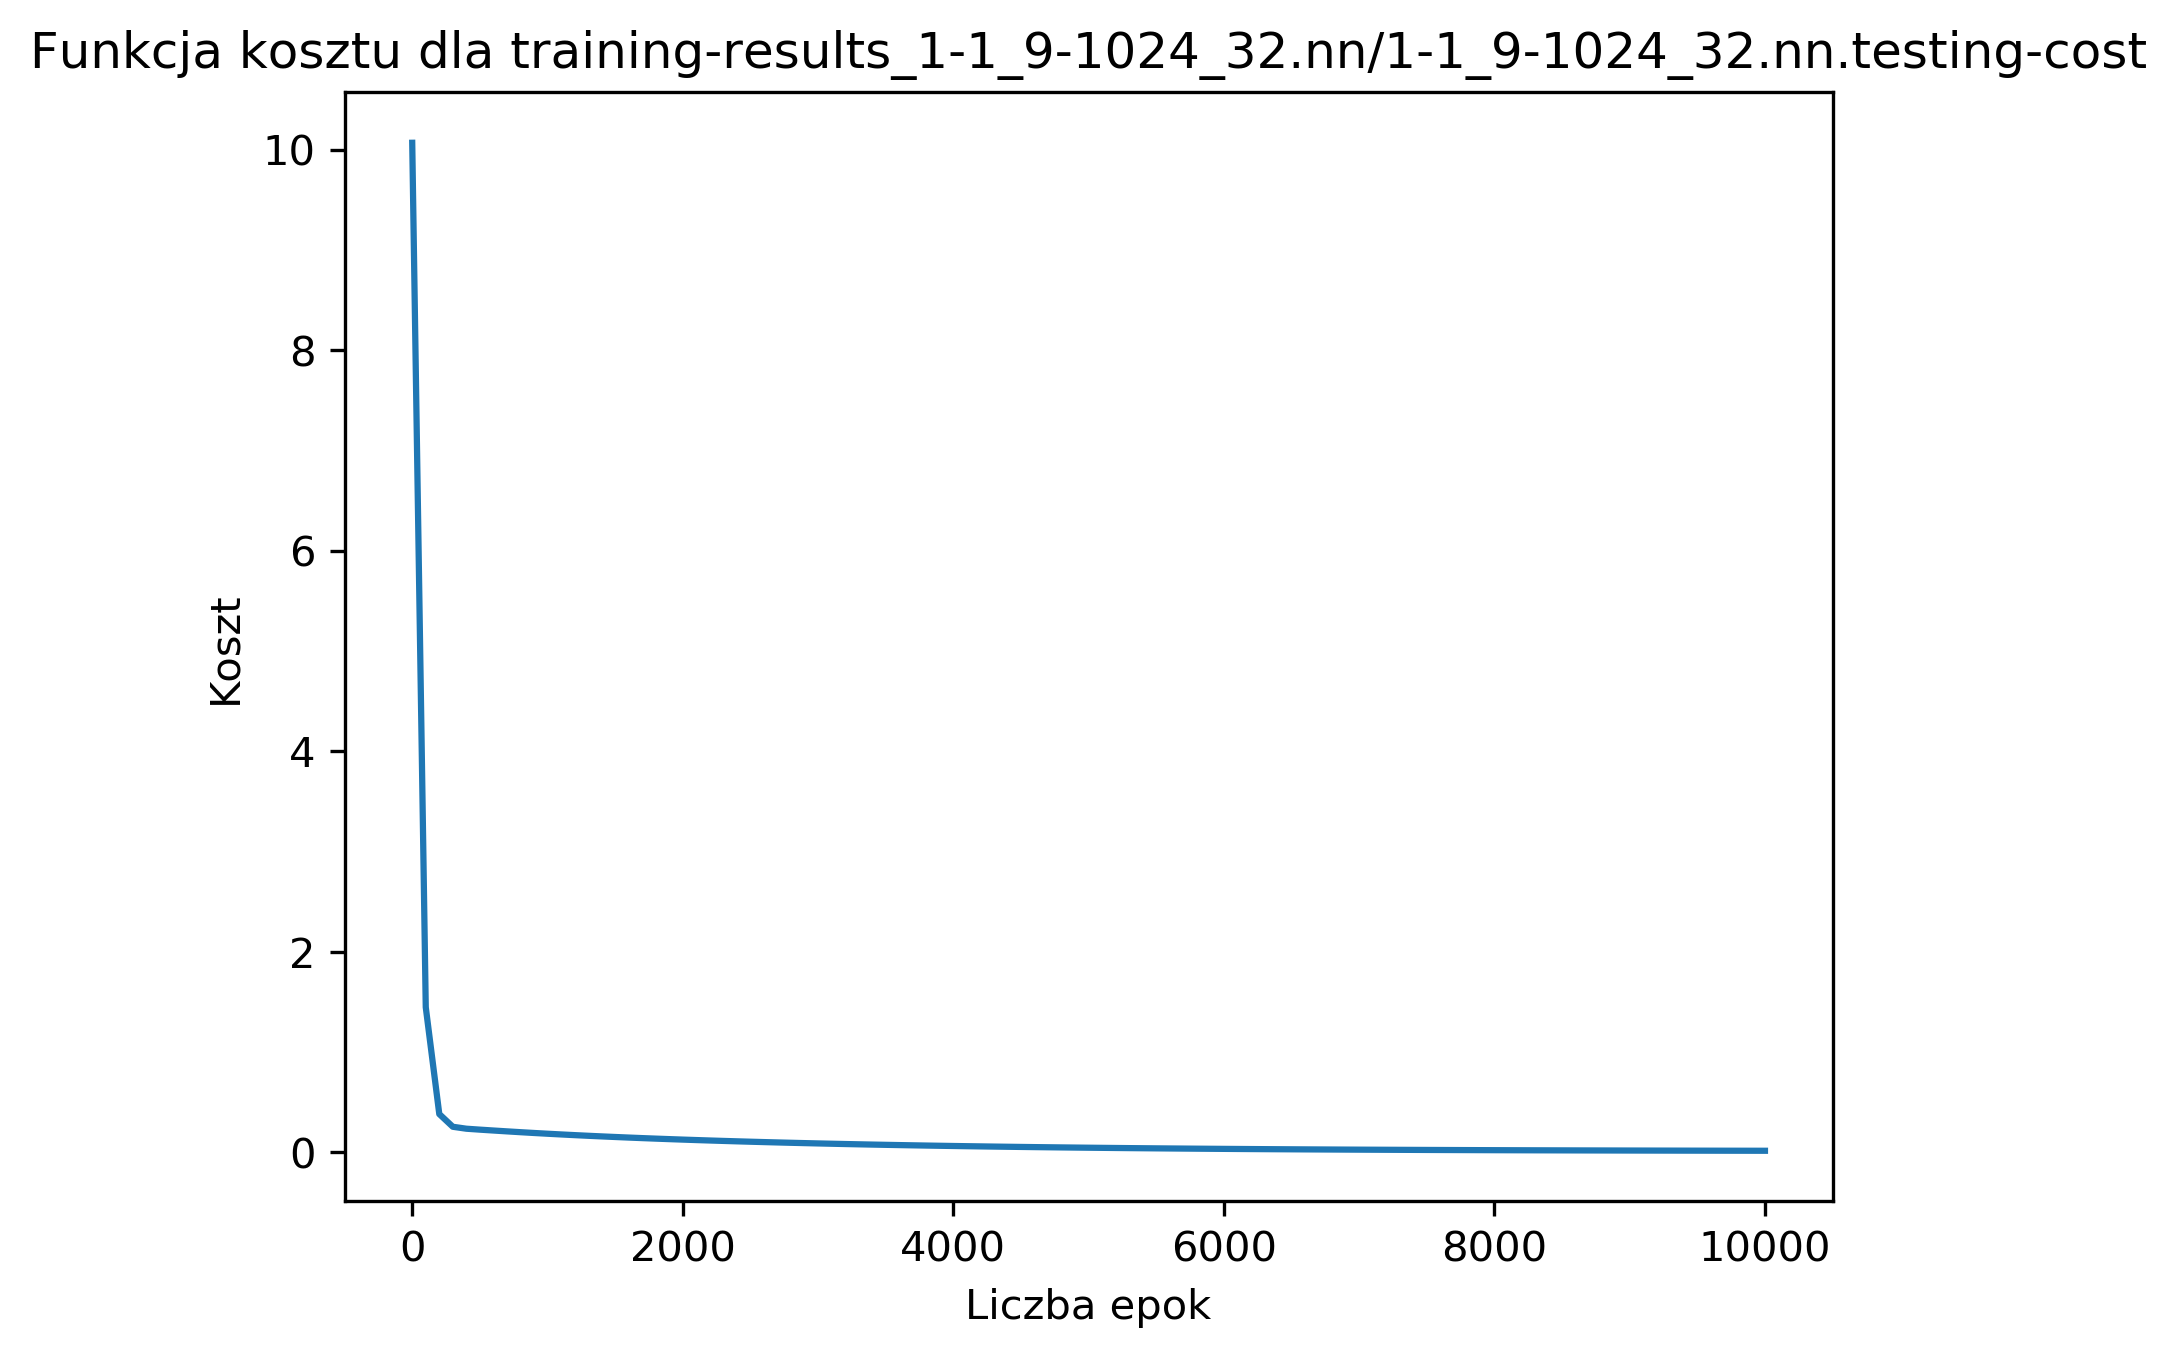 Funkcja kosztu dla training-results_1-1_9-1024_32.nn/1-1_9-1024_32.nn.testing-cost
10
8
6
4
2
0
Koszt
0 2000 4000 6000 8000 10000
Liczba epok